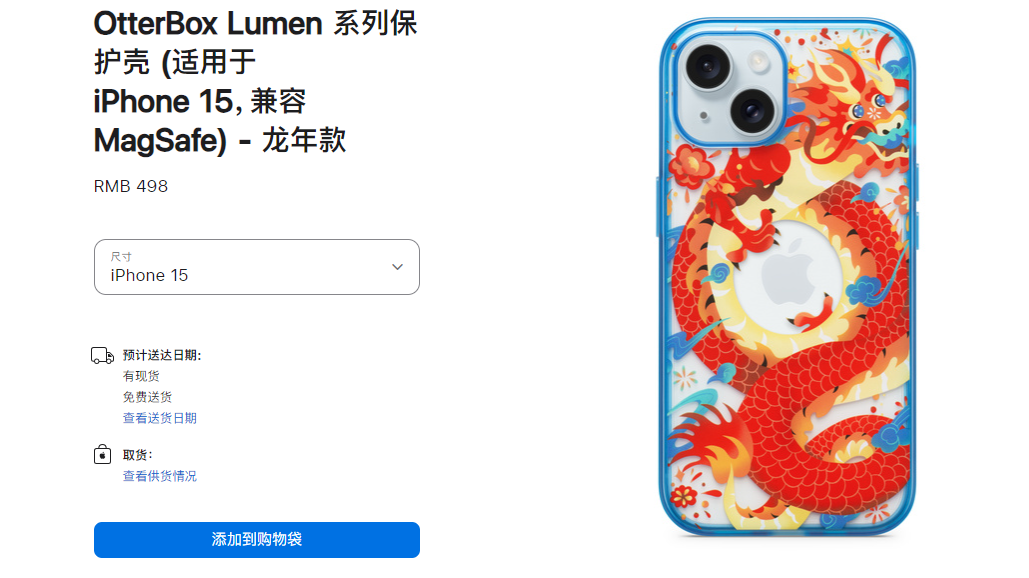 OtterBox Lumen 系列保
护壳 (适用于
iPhone 15, 兼容
MagSafe) - 龙年款
RMB 498
尺寸
iPhone 15
预计送达日期:
有现货
免费送货
查看送货日期
取货:
查看供货情况
添加到购物袋